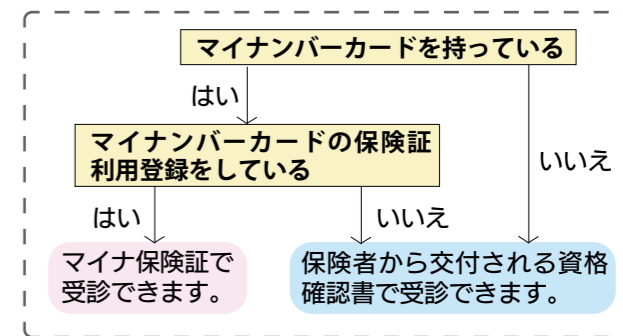 マイナンバーカードを持っている
はい
マイナンバーカードの保険証
利用登録をしている
いいえ
はい
いいえ
マイナ保険証で
受診できます。
保険者から交付される資格
確認書で受診できます。